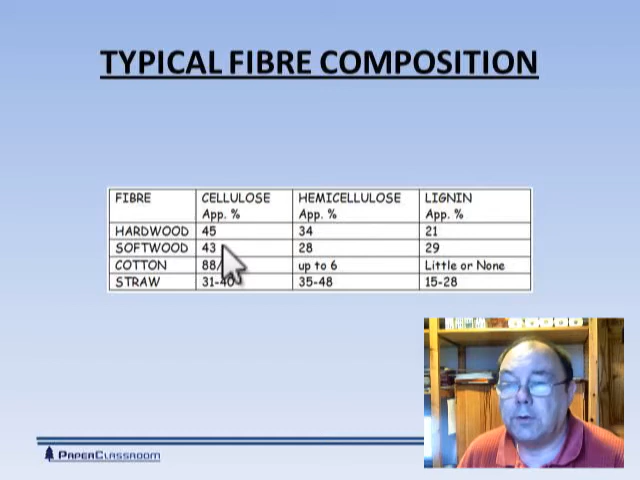 TYPICAL FIBRE COMPOSITION
FIBRE CELLULOSE HEMICELLULOSE LIGNIN
App. % App. % App. %
HARDWOOD 45 34 21
SOFTWOOD 43 28 29
COTTON 88/ up to 6 Little or None
STRAW 31-40 35-48 15-28
PAPERCLASSROOM